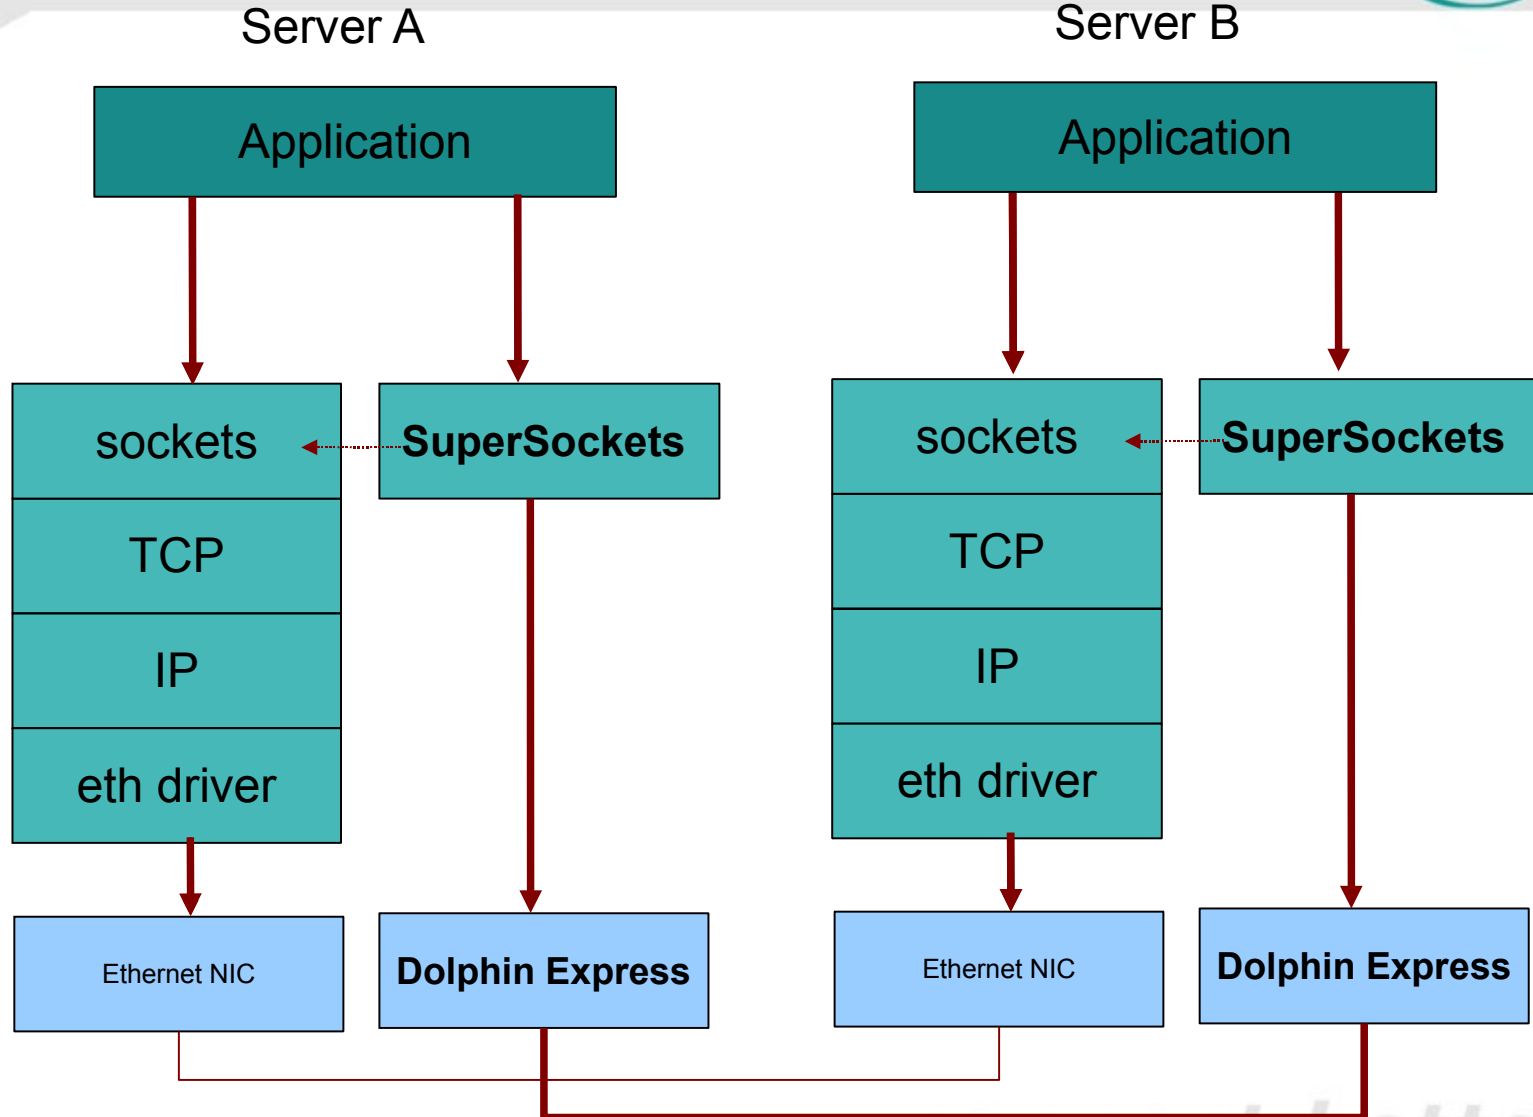 Server A
Server B
Application
Application
sockets
SuperSockets
sockets
SuperSockets
TCP
TCP
IP
IP
eth driver
eth driver
Ethernet NIC
Dolphin Express
Ethernet NIC
Dolphin Express